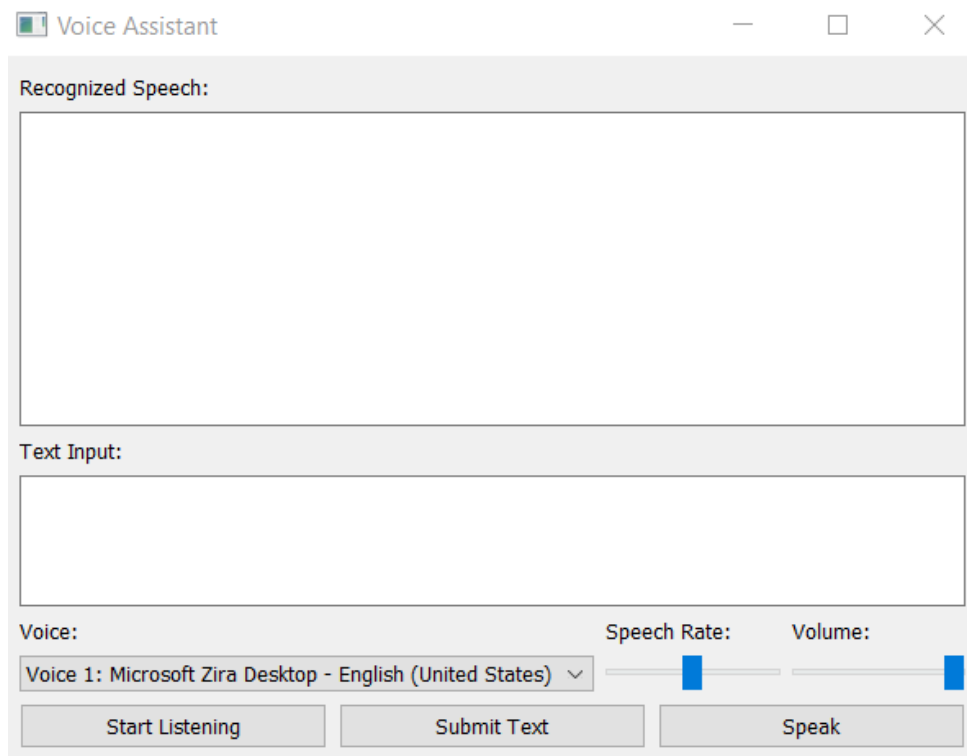 Voice Assistant
Recognized Speech:
Text Input:
Voice: Speech Rate: Volume:
Voice 1: Microsoft Zira Desktop - English (United States)
Start Listening Submit Text Speak